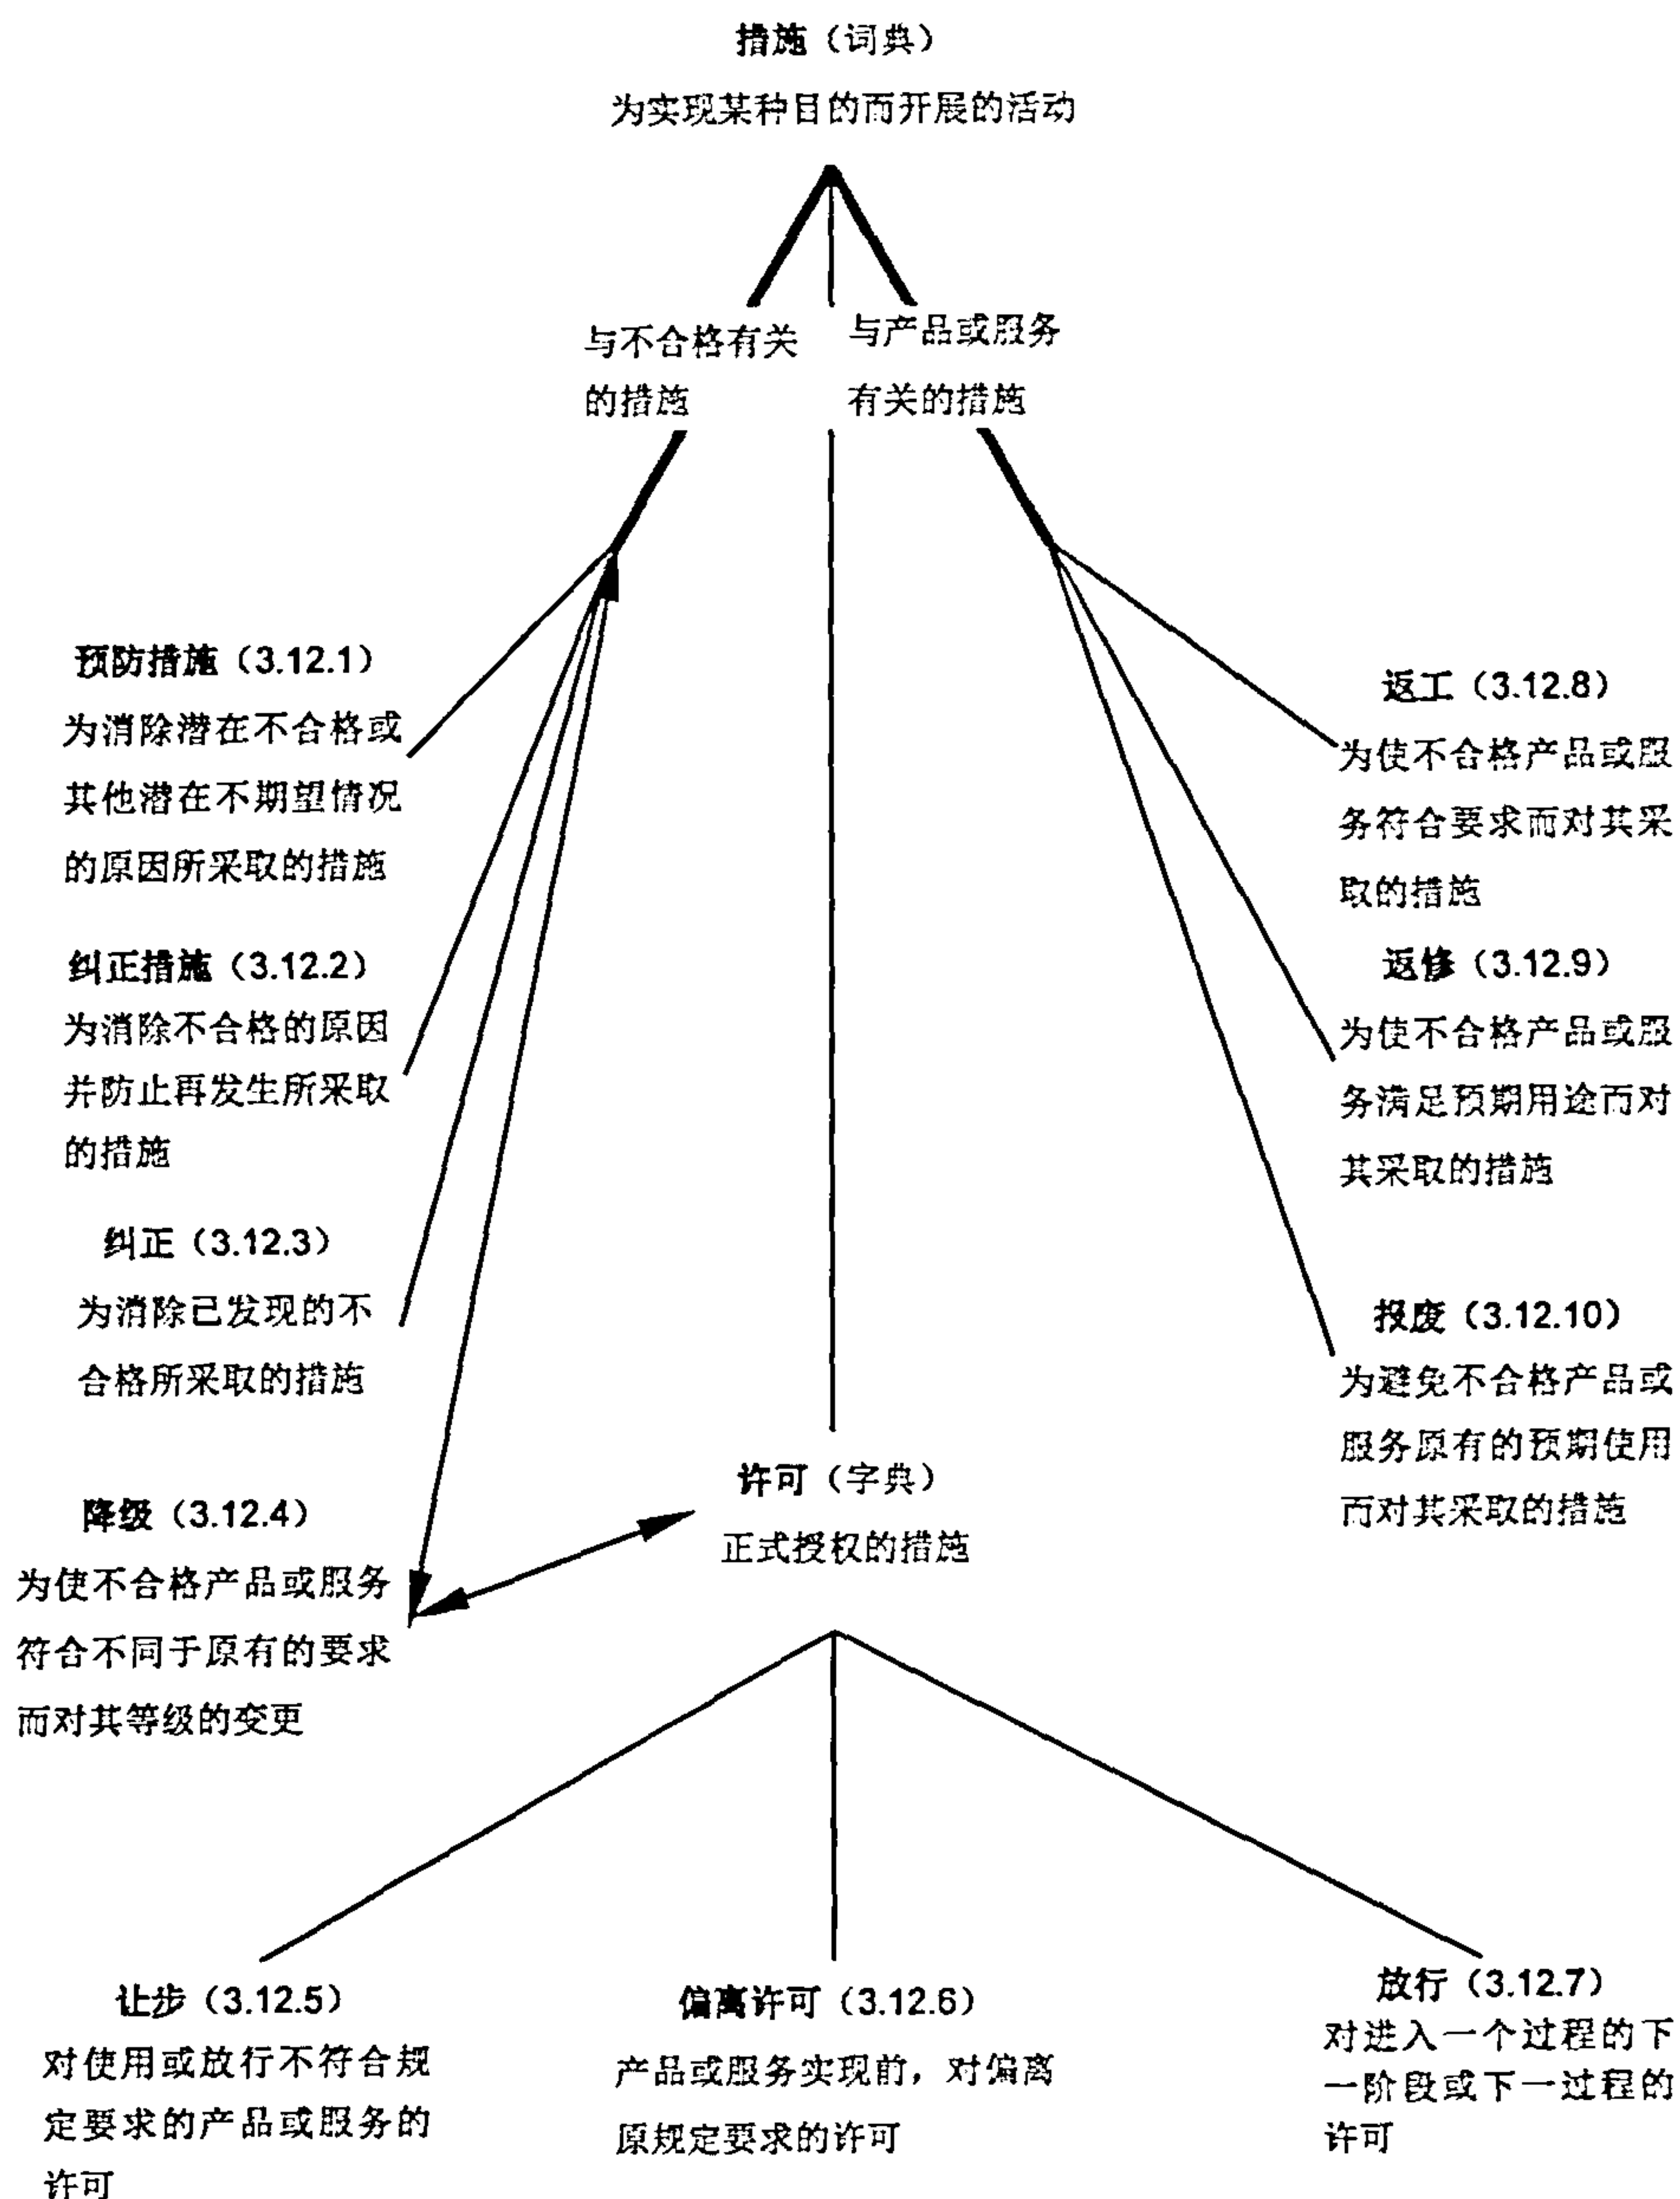 措施（词典）
为实现某种目的而开展的活动
与不合格有关
的措施
与产品或服务
有关的措施
预防措施（3.12.1）
为消除潜在不合格或
其他潜在不期望情况
的原因所采取的措施
纠正措施（3.12.2）
为消除不合格的原因
并防止再发生所采取
的措施
纠正（3.12.3）
为消除已发现的不
合格所采取的措施
降级（3.12.4）
为使不合格产品或服务
符合不同于原有的要求
而对其等级的变更
返工（3.12.8）
为使不合格产品或服
务符合要求而对其采
取的措施
返修（3.12.9）
为使不合格产品或服
务满足预期用途而对
其采取的措施
报废（3.12.10）
为避免不合格产品或
服务原有的预期使用
而对其采取的措施
许可（字典）
正式授权的措施
让步（3.12.5）
对使用或放行不符合规
定要求的产品或服务的
许可
偏离许可（3.12.6）
产品或服务实现前，对偏离
原规定要求的许可
放行（3.12.7）
对进入一个过程的下
一阶段或下一过程的
许可